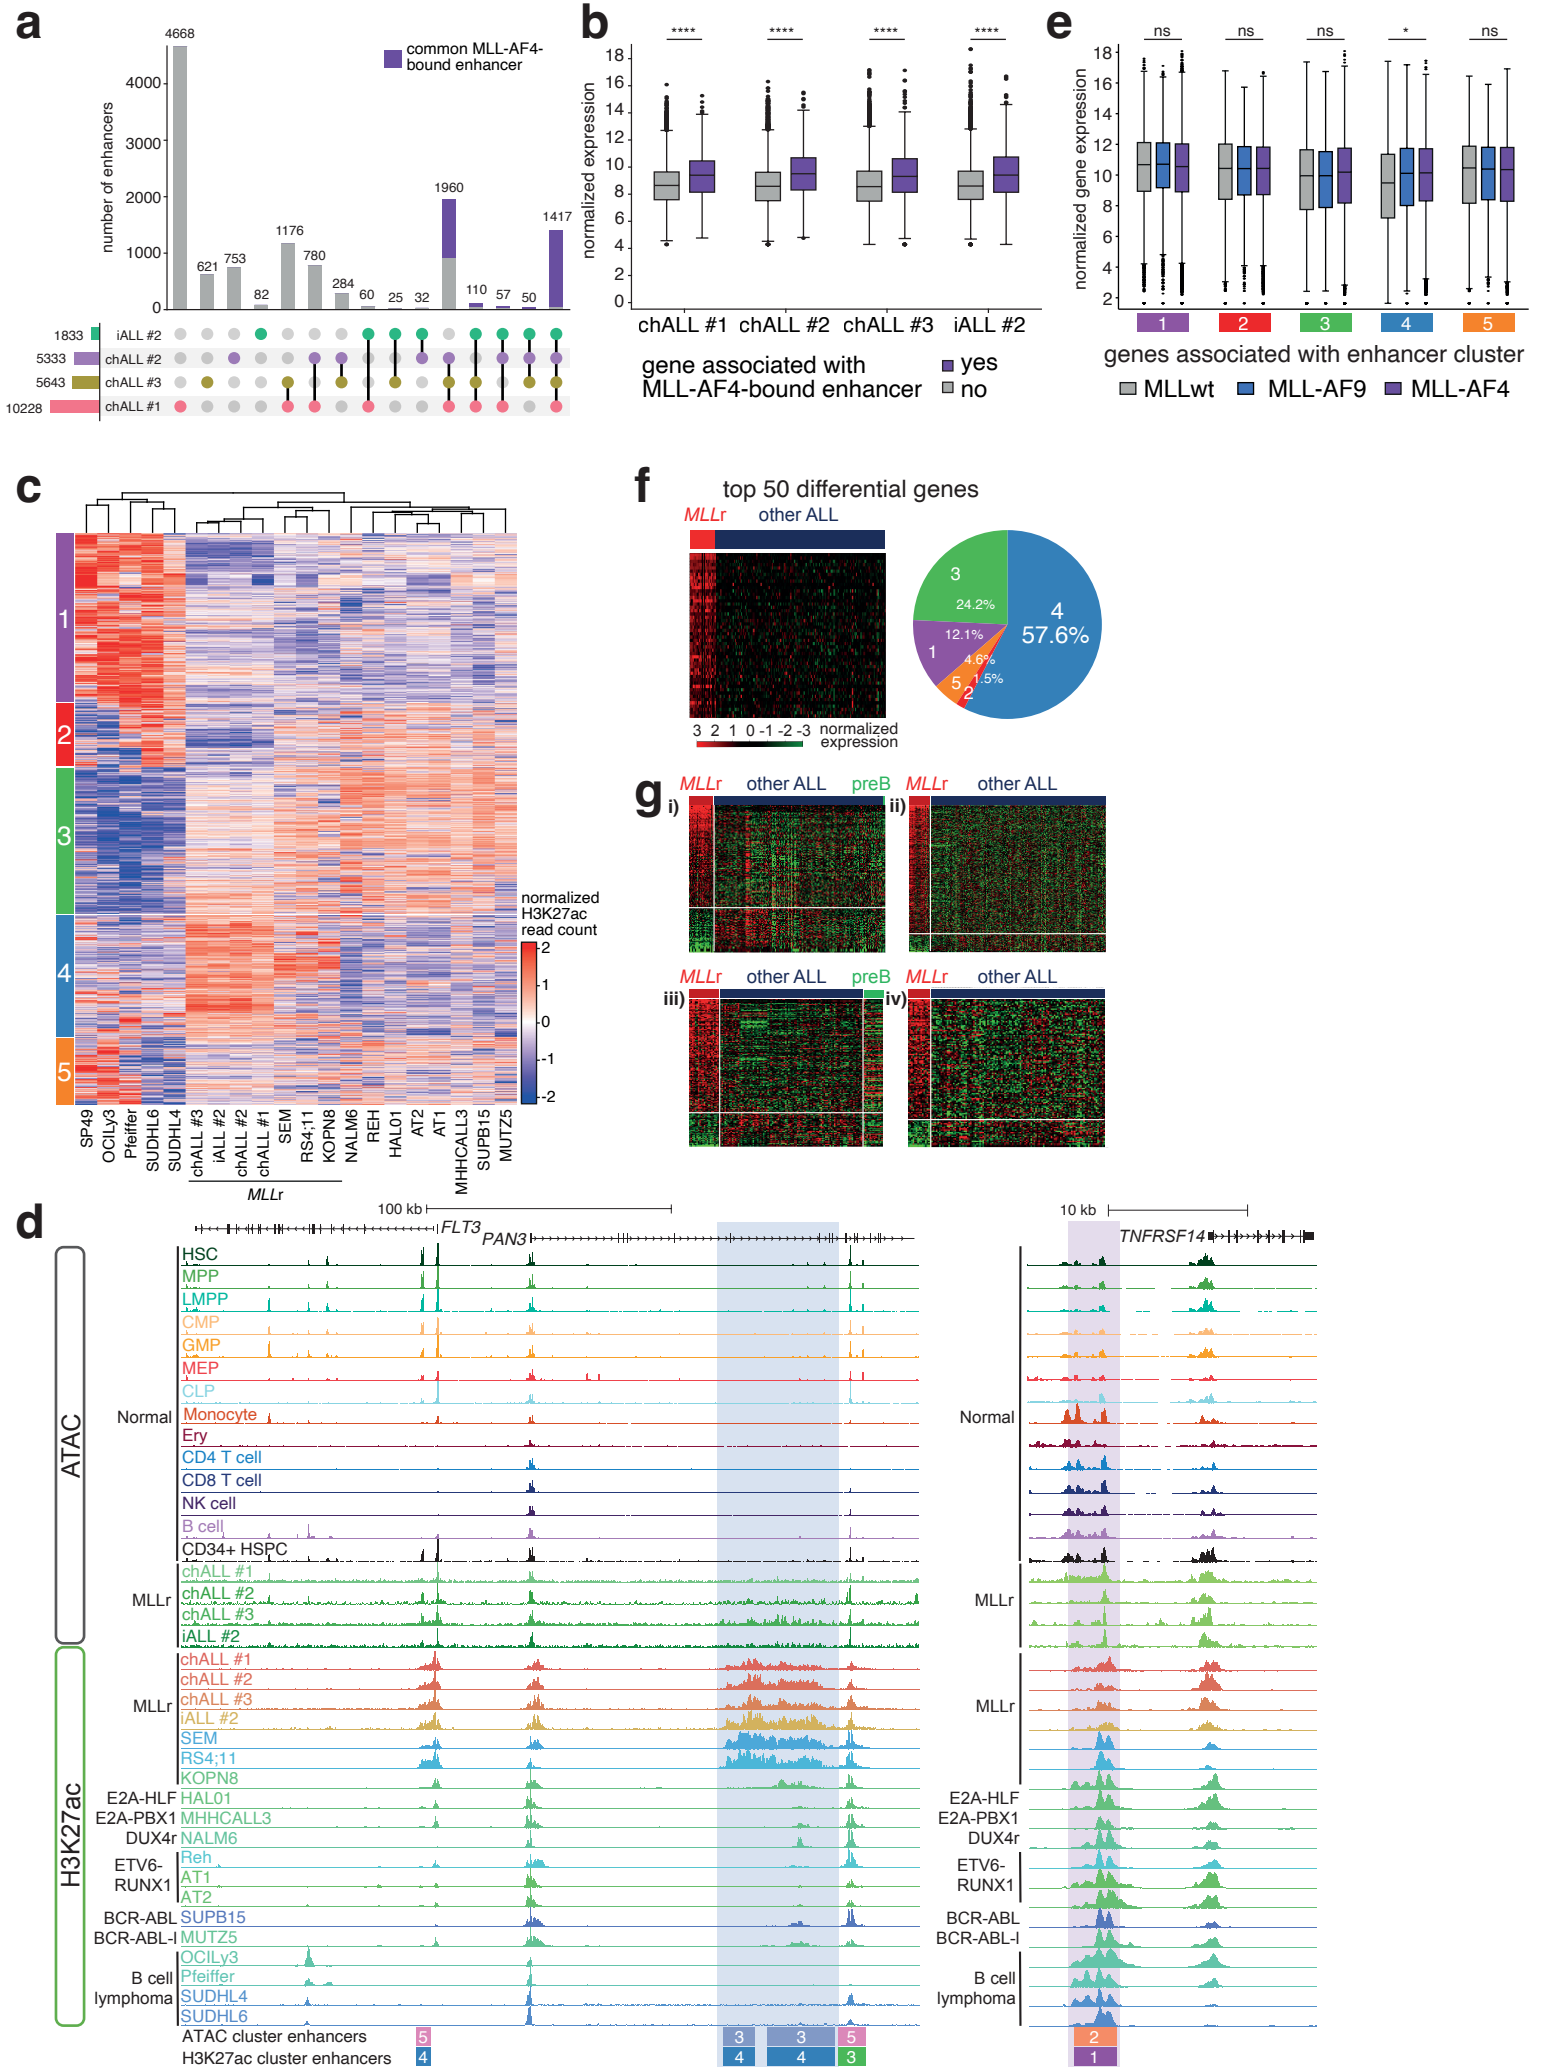 a
4668
common MLL-AF4-
bound enhancer
number of enhancers
4000
3000
2000
1000
0
621
753
82
1176
780
284
60
25
32
1960
110
57
50
1417
1833 iALL #2
5333 chALL #2
5643 chALL #3
10228 chALL #1
b
normalized expression
18
16
14
12
10
8
6
4
2
0
**** **** **** ****
chALL #1 chALL #2 chALL #3 iALL #2
gene associated with
MLL-AF4-bound enhancer
yes
no
e
normalized gene expression
18
16
14
12
10
8
6
4
2
ns ns ns * ns
1 2 3 4 5
genes associated with enhancer cluster
MLLwt MLL-AF9 MLL-AF4
c
1
2
3
4
5
normalized
H3K27ac
read count
2
1
0
-1
-2
SP49
OCILy3
Pfeiffer
SUDHL6
SUDHL4
chALL #3
iALL #2
chALL #2
chALL #1
SEM
RS4;11
KOPN8
NALM6
REH
HAL01
AT2
AT1
MHHCALL3
SUPB15
MUTZ5
MLLr
f
top 50 differential genes
MLLr other ALL
3 2 1 0 -1 -2 -3 normalized
expression
3
24.2%
4
57.6%
12.1%
1
4.6%
5
1.5%
2
g
i) MLLr other ALL preB
ii) MLLr other ALL
iii) MLLr other ALL preB
iv) MLLr other ALL
d
100 kb
FLT3
PAN3
10 kb
TNFRSF14
ATAC
Normal
HSC
MPP
LMPP
CMP
GMP
MEP
CLP
Monocyte
Ery
CD4 T cell
CD8 T cell
NK cell
B cell
CD34+ HSPC
MLLr
chALL #1
chALL #2
chALL #3
iALL #2
H3K27ac
MLLr
chALL #1
chALL #2
chALL #3
iALL #2
SEM
RS4;11
KOPN8
E2A-HLF HAL01
E2A-PBX1 MHHCALL3
DUX4r NALM6
ETV6-
RUNX1
Reh
AT1
AT2
BCR-ABL SUPB15
BCR-ABL-l MUTZ5
B cell
lymphoma
OCILy3
Pfeiffer
SUDHL4
SUDHL6
ATAC cluster enhancers 5 3 3 5
H3K27ac cluster enhancers 4 4 4 3
Normal
MLLr
MLLr
E2A-HLF
E2A-PBX1
DUX4r
ETV6-
RUNX1
BCR-ABL
BCR-ABL-l
B cell
lymphoma
2
1